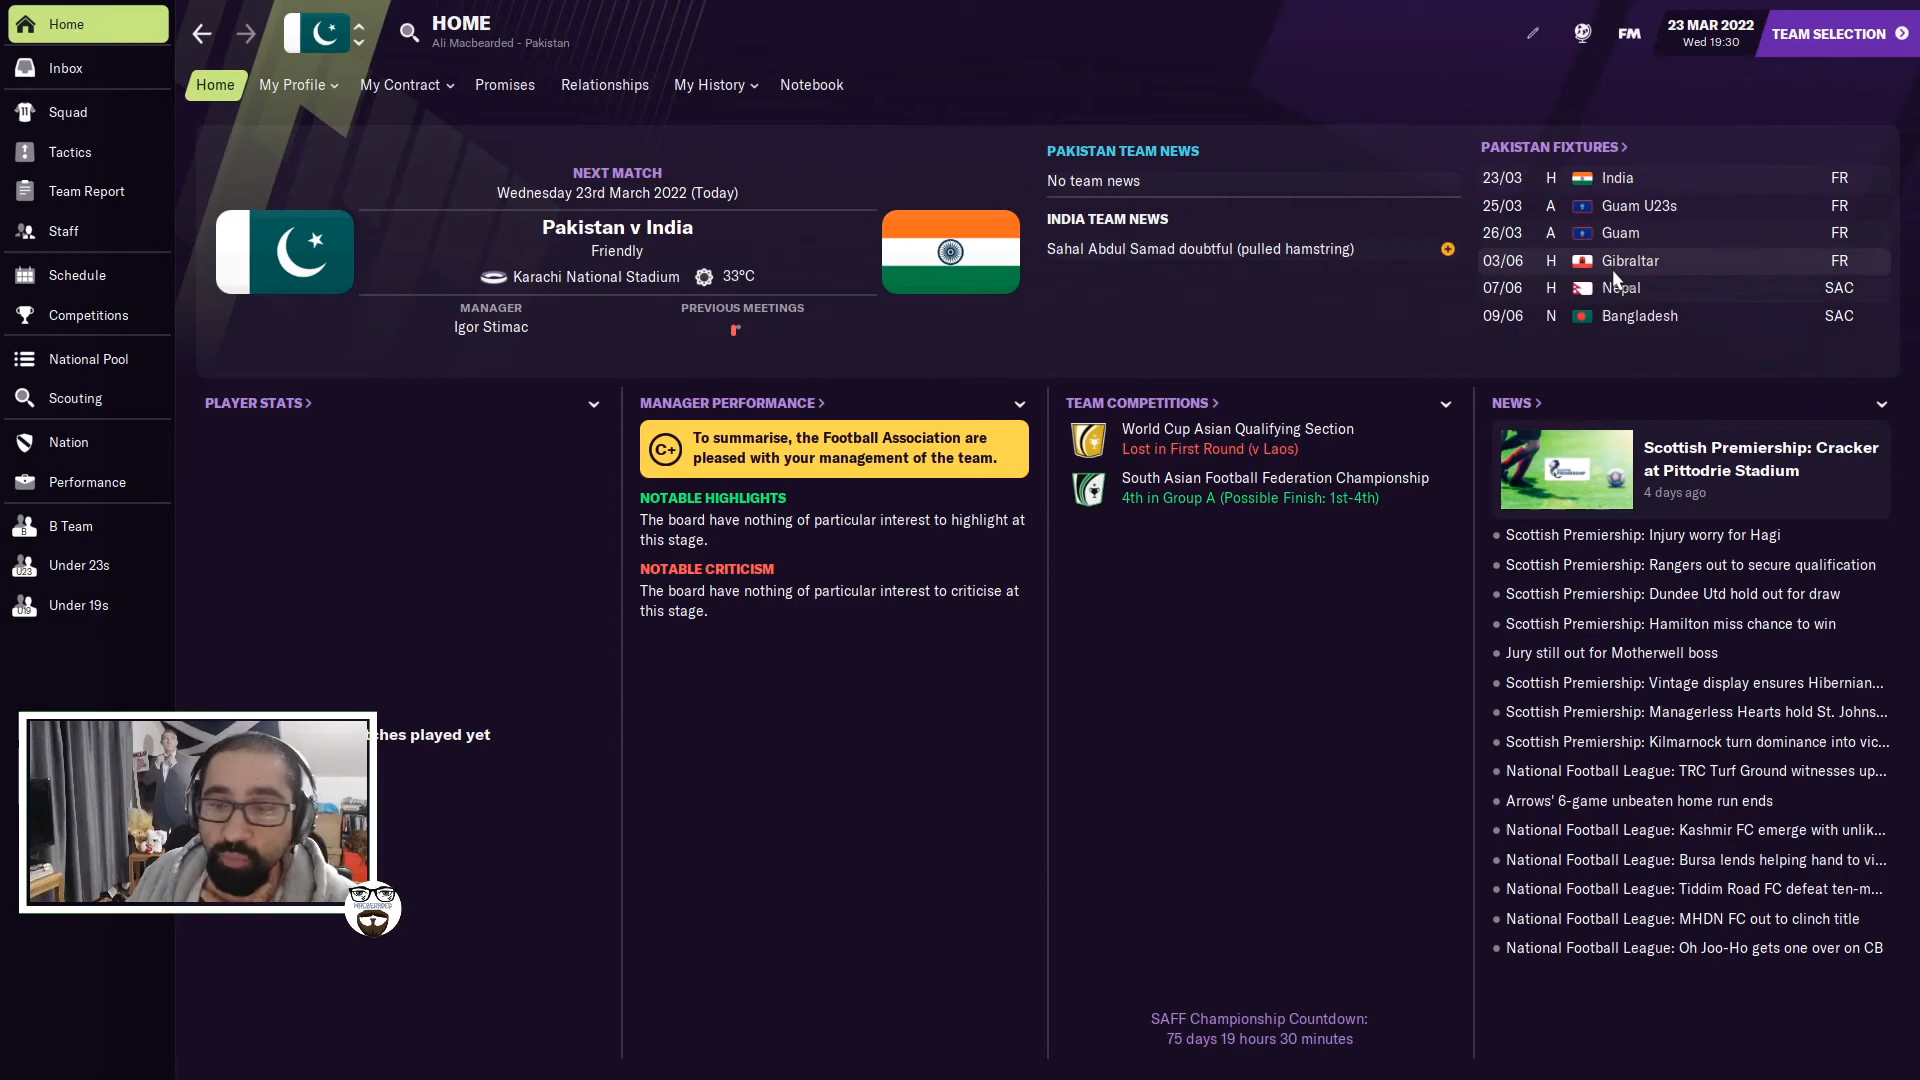 Home
Inbox
Squad
Tactics
Team Report
Staff
Schedule
Competitions
National Pool
Scouting
Nation
Performance
B Team
Under 23s
Under 19s
HOME
Ali Macbearded - Pakistan
FM
23 MAR 2022
Wed 19:30
TEAM SELECTION
Home
My Profile
My Contract
Promises
Relationships
My History
Notebook
NEXT MATCH
Wednesday 23rd March 2022 (Today)
Pakistan v India
Friendly
Karachi National Stadium
33°C
MANAGER
Igor Stimac
PREVIOUS MEETINGS
PAKISTAN TEAM NEWS
No team news
INDIA TEAM NEWS
Sahal Abdul Samad doubtful (pulled hamstring)
PAKISTAN FIXTURES
23/03 H India FR
25/03 A Guam U23s FR
26/03 A Guam FR
03/06 H Gibraltar FR
07/06 H Nepal SAC
09/06 N Bangladesh SAC
PLAYER STATS
ches played yet
MANAGER PERFORMANCE
C+
To summarise, the Football Association are
pleased with your management of the team.
NOTABLE HIGHLIGHTS
The board have nothing of particular interest to highlight at
this stage.
NOTABLE CRITICISM
The board have nothing of particular interest to criticise at
this stage.
TEAM COMPETITIONS
World Cup Asian Qualifying Section
Lost in First Round (v Laos)
South Asian Football Federation Championship
4th in Group A (Possible Finish: 1st-4th)
SAFF Championship Countdown:
75 days 19 hours 30 minutes
NEWS
Scottish Premiership: Cracker
at Pittodrie Stadium
4 days ago
Scottish Premiership: Injury worry for Hagi
Scottish Premiership: Rangers out to secure qualification
Scottish Premiership: Dundee Utd hold out for draw
Scottish Premiership: Hamilton miss chance to win
Jury still out for Motherwell boss
Scottish Premiership: Vintage display ensures Hibernian...
Scottish Premiership: Managerless Hearts hold St. Johns...
Scottish Premiership: Kilmarnock turn dominance into vic...
National Football League: TRC Turf Ground witnesses up...
Arrows' 6-game unbeaten home run ends
National Football League: Kashmir FC emerge with unlik...
National Football League: Bursa lends helping hand to vi...
National Football League: Tiddim Road FC defeat ten-m...
National Football League: MHDN FC out to clinch title
National Football League: Oh Joo-Ho gets one over on CB